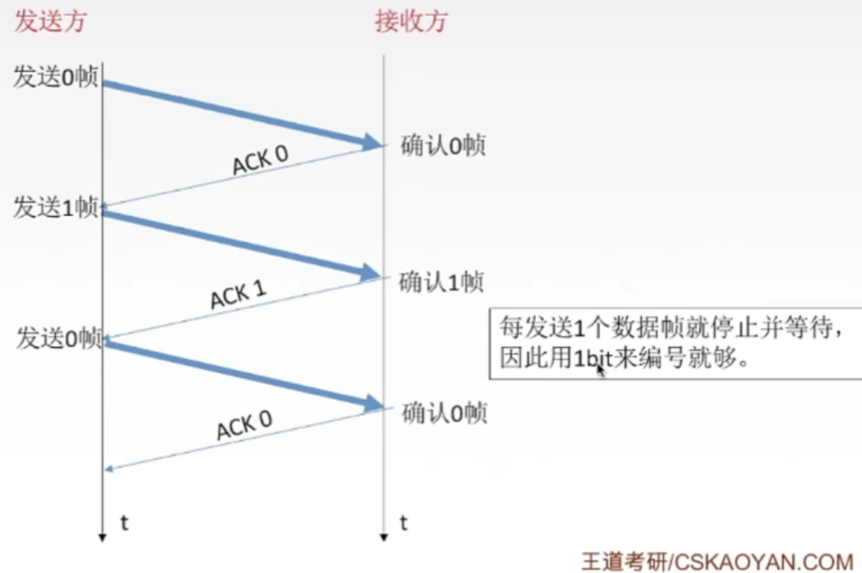 发送方 接收方
发送0帧
确认0帧
ACK 0
发送1帧
确认1帧
ACK 1
每发送1个数据帧就停止并等待，
因此用1bit来编号就够。
发送0帧
确认0帧
ACK 0
t t
王道考研/CSKAOYAN.COM